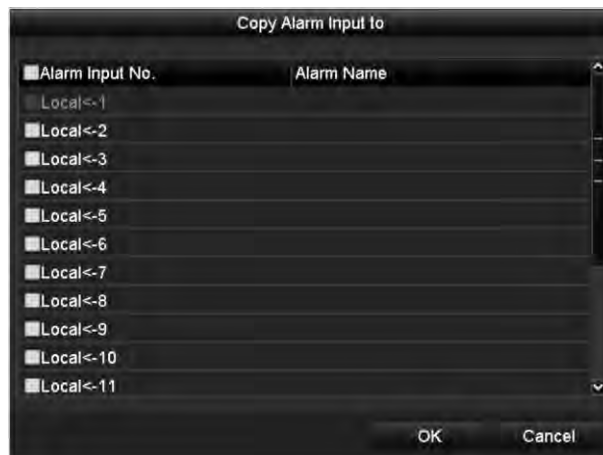 Copy Alarm Input to
Alarm Input No. Alarm Name
Local<-1
Local<-2
Local<-3
Local<-4
Local<-5
Local<-6
Local<-7
Local<-8
Local<-9
Local<-10
Local<-11
OK Cancel